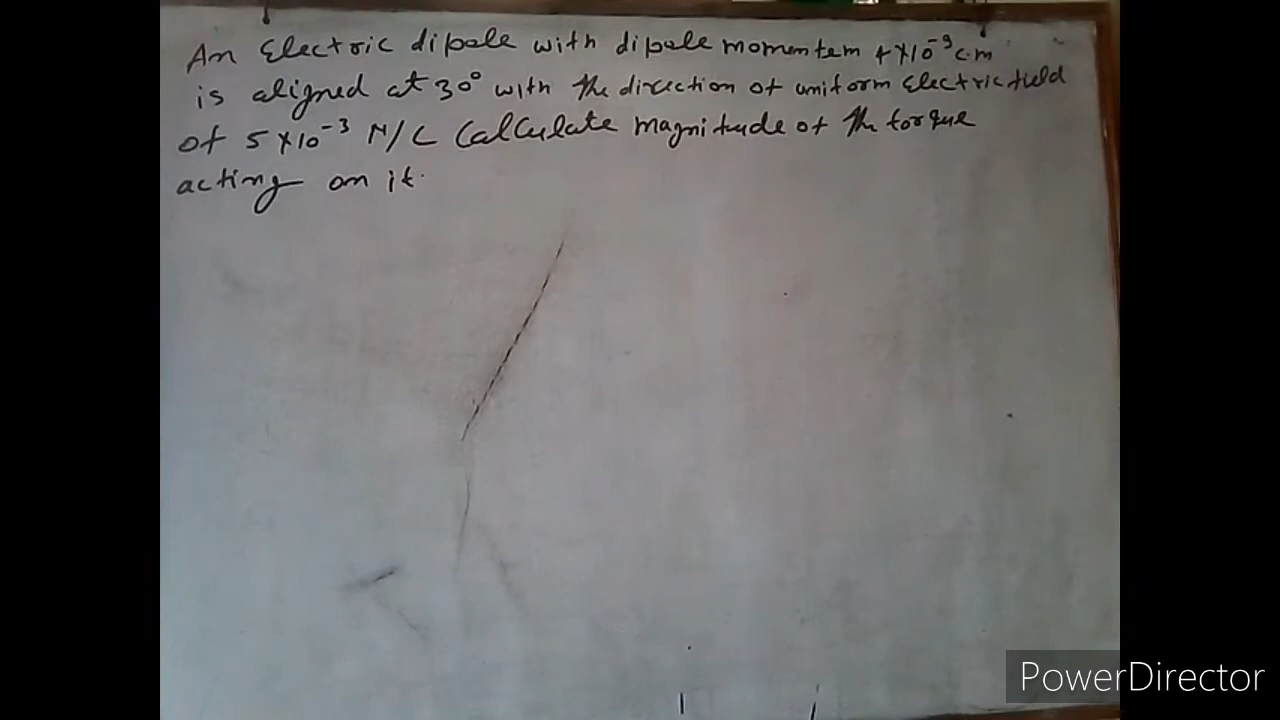 An Electric dipole with dipole momentem 4×10⁻⁹ c.m
is aligned at 30° with the direction of uniform Electric field
of 5×10⁻³ N/C Calculate magnitude of the torque
acting on it.
PowerDirector